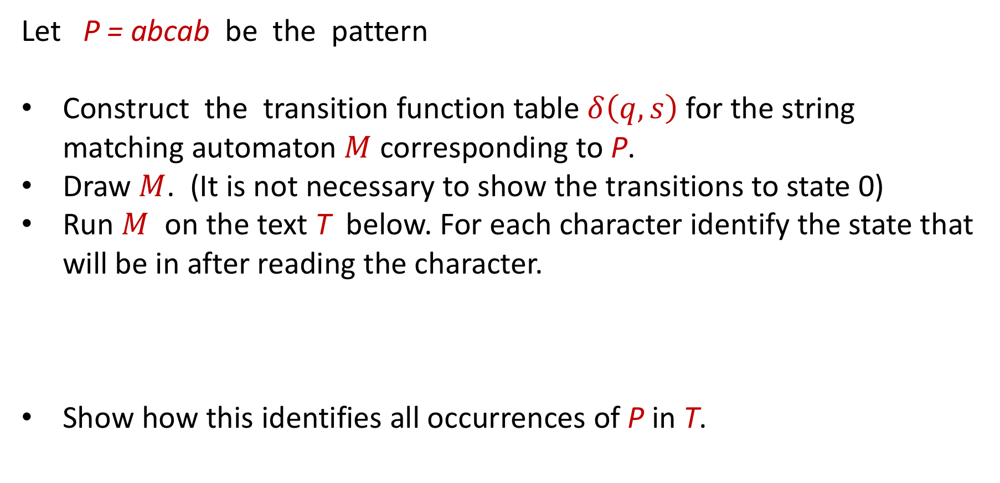 Let P = abcab be the pattern
• Construct the transition function table δ(q, s) for the string
matching automaton M corresponding to P.
• Draw M. (It is not necessary to show the transitions to state 0)
• Run M on the text T below. For each character identify the state that
will be in after reading the character.
• Show how this identifies all occurrences of P in T.